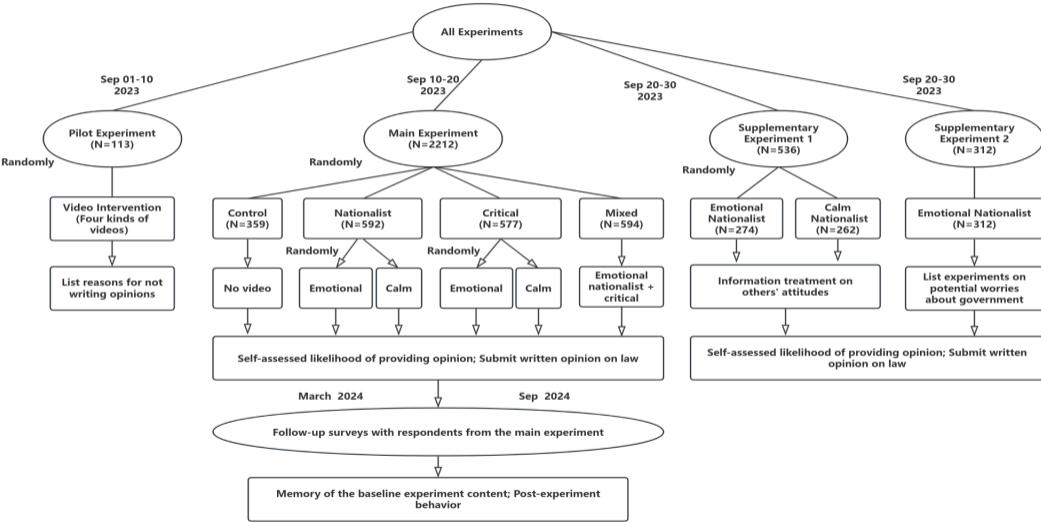 All Experiments
Sep 01-10
2023
Sep 10-20
2023
Sep 20-30
2023
Sep 20-30
2023
Pilot Experiment
(N=113)
Main Experiment
(N=2212)
Supplementary
Experiment 1
(N=536)
Supplementary
Experiment 2
(N=312)
Randomly
Randomly
Randomly
Video Intervention
(Four kinds of
videos)
Control
(N=359)
Nationalist
(N=592)
Critical
(N=577)
Mixed
(N=594)
Emotional
Nationalist
(N=274)
Calm
Nationalist
(N=262)
Emotional Nationalist
(N=312)
Randomly
Randomly
List reasons for not
writing opinions
No video
Emotional
Calm
Emotional
Calm
Emotional
nationalist +
critical
Information treatment on
others' attitudes
List experiments on
potential worries
about government
Self-assessed likelihood of providing opinion; Submit written opinion on law
Self-assessed likelihood of providing opinion; Submit written
opinion on law
March 2024
Sep 2024
Follow-up surveys with respondents from the main experiment
Memory of the baseline experiment content; Post-experiment
behavior